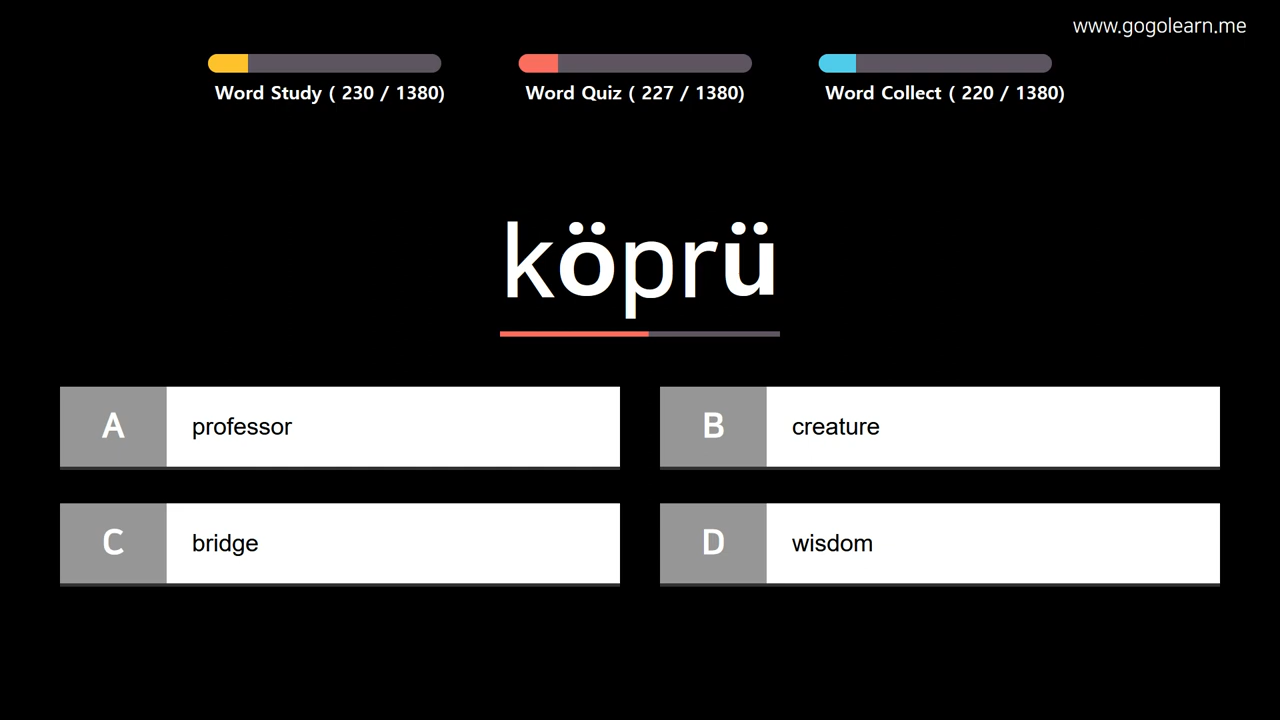 www.gogolearn.me
Word Study ( 230 / 1380)
Word Quiz ( 227 / 1380)
Word Collect ( 220 / 1380)
köprü
A professor
B creature
C bridge
D wisdom